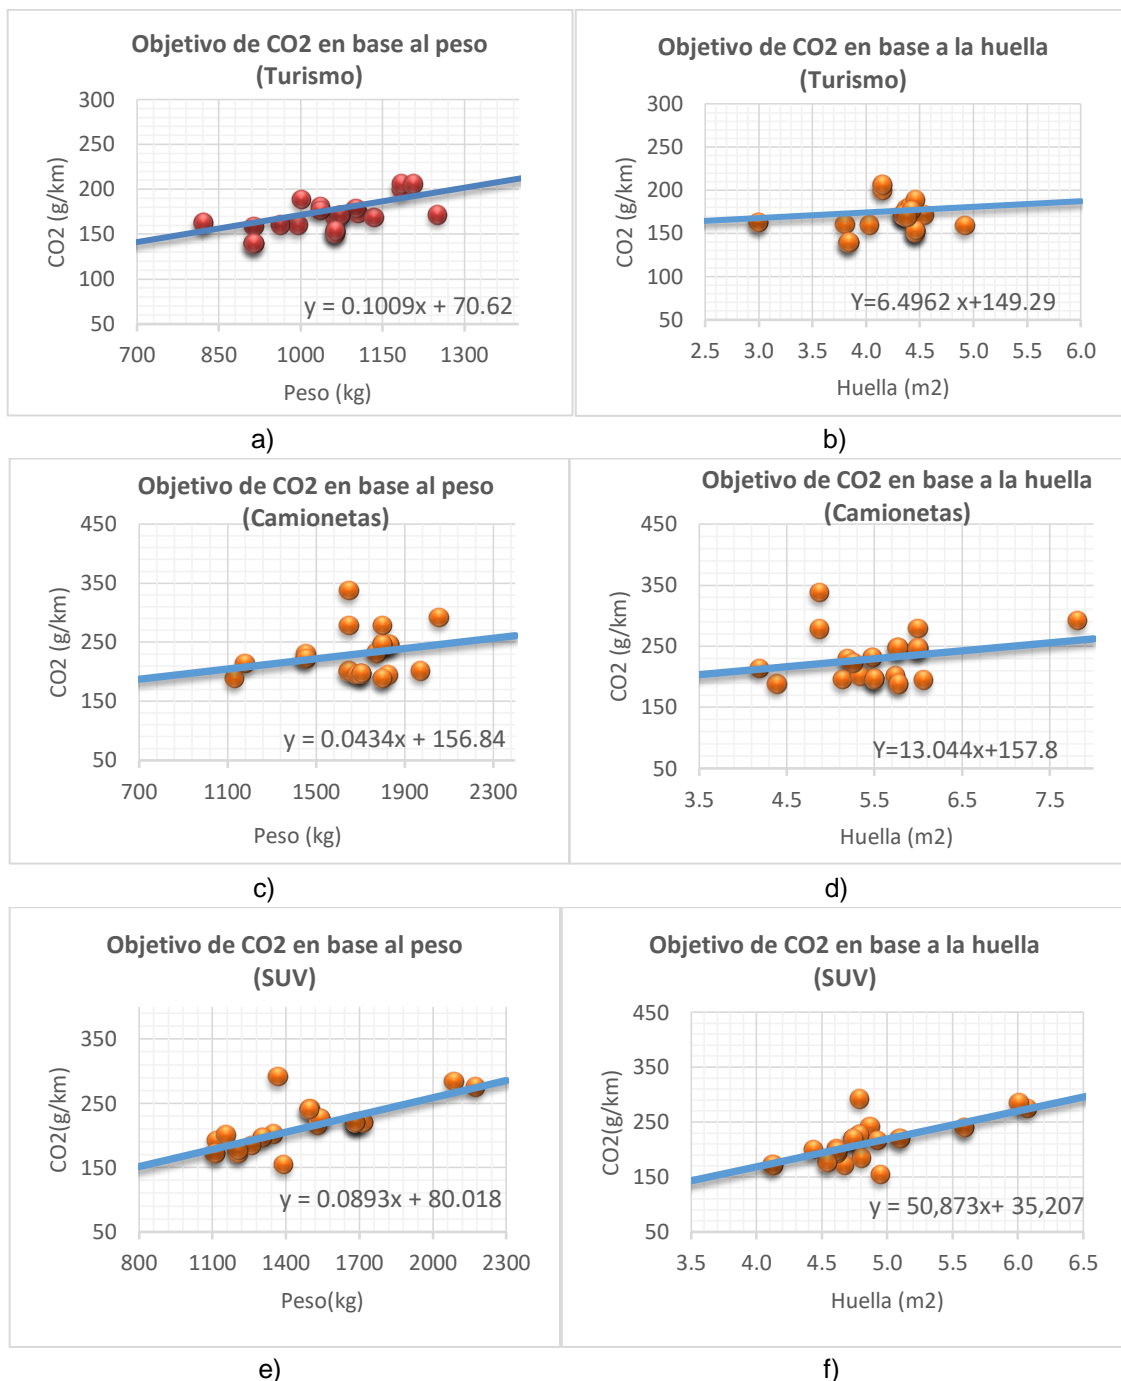 Objetivo de CO2 en base al peso
(Turismo)
300
250
200
150
100
50
CO2 (g/km)
y = 0.1009x + 70.62
700 850 1000 1150 1300
Peso (kg)
a)
Objetivo de CO2 en base a la huella
(Turismo)
300
250
200
150
100
50
CO2 (g/km)
Y=6.4962 x+149.29
2.5 3.0 3.5 4.0 4.5 5.0 5.5 6.0
Huella (m2)
b)
Objetivo de CO2 en base al peso
(Camionetas)
450
350
250
150
50
CO2 (g/km)
y = 0.0434x + 156.84
700 1100 1500 1900 2300
Peso (kg)
c)
Objetivo de CO2 en base a la huella
(Camionetas)
450
350
250
150
50
CO2 (g/km)
Y=13.044x+157.8
3.5 4.5 5.5 6.5 7.5
Huella (m2)
d)
Objetivo de CO2 en base al peso
(SUV)
350
250
150
50
CO2(g/km)
y = 0.0893x + 80.018
800 1100 1400 1700 2000 2300
Peso(kg)
e)
Objetivo de CO2 en base a la huella
(SUV)
450
350
250
150
50
CO2(g/km)
y = 50,873x+ 35,207
3.5 4.0 4.5 5.0 5.5 6.0 6.5
Huella (m2)
f)